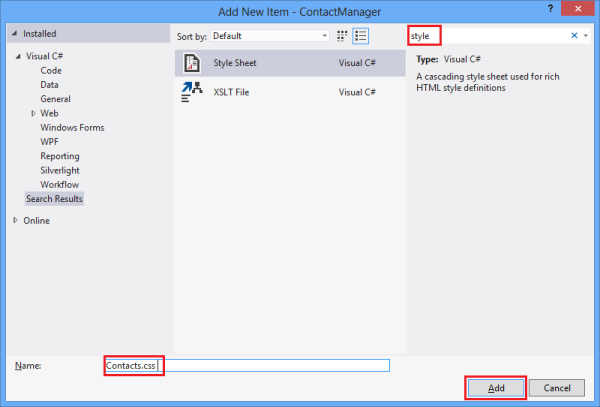 Add New Item - ContactManager
?
Installed
Sort by: Default
style
Visual C#
Code
Data
General
Web
Windows Forms
WPF
Reporting
Silverlight
Workflow
Search Results
Online
Style Sheet Visual C#
XSLT File Visual C#
Type: Visual C#
A cascading style sheet used for rich
HTML style definitions
Name: Contacts.css
Add Cancel